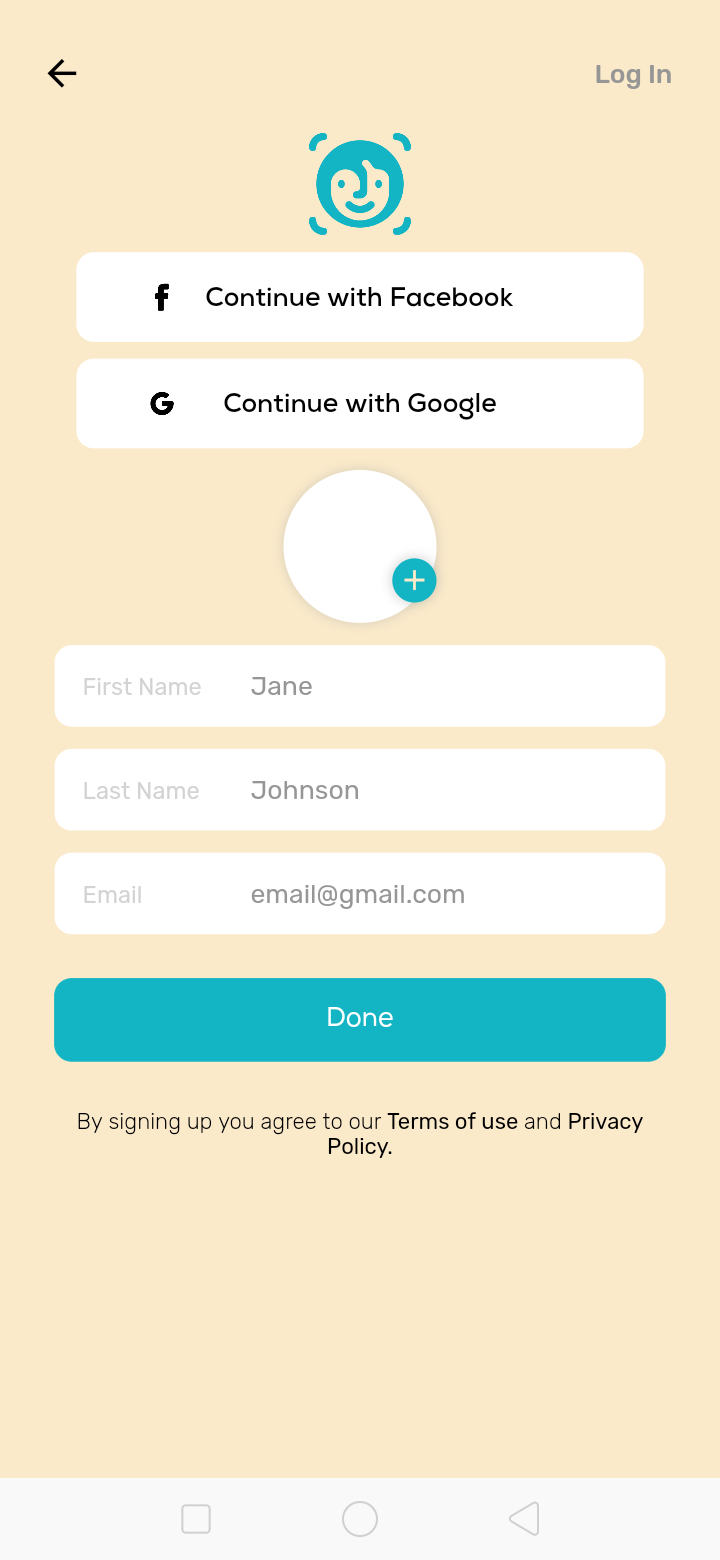 Log In
Continue with Facebook
Continue with Google
First Name Jane
Last Name Johnson
Email email@gmail.com
Done
By signing up you agree to our Terms of use and Privacy
Policy.